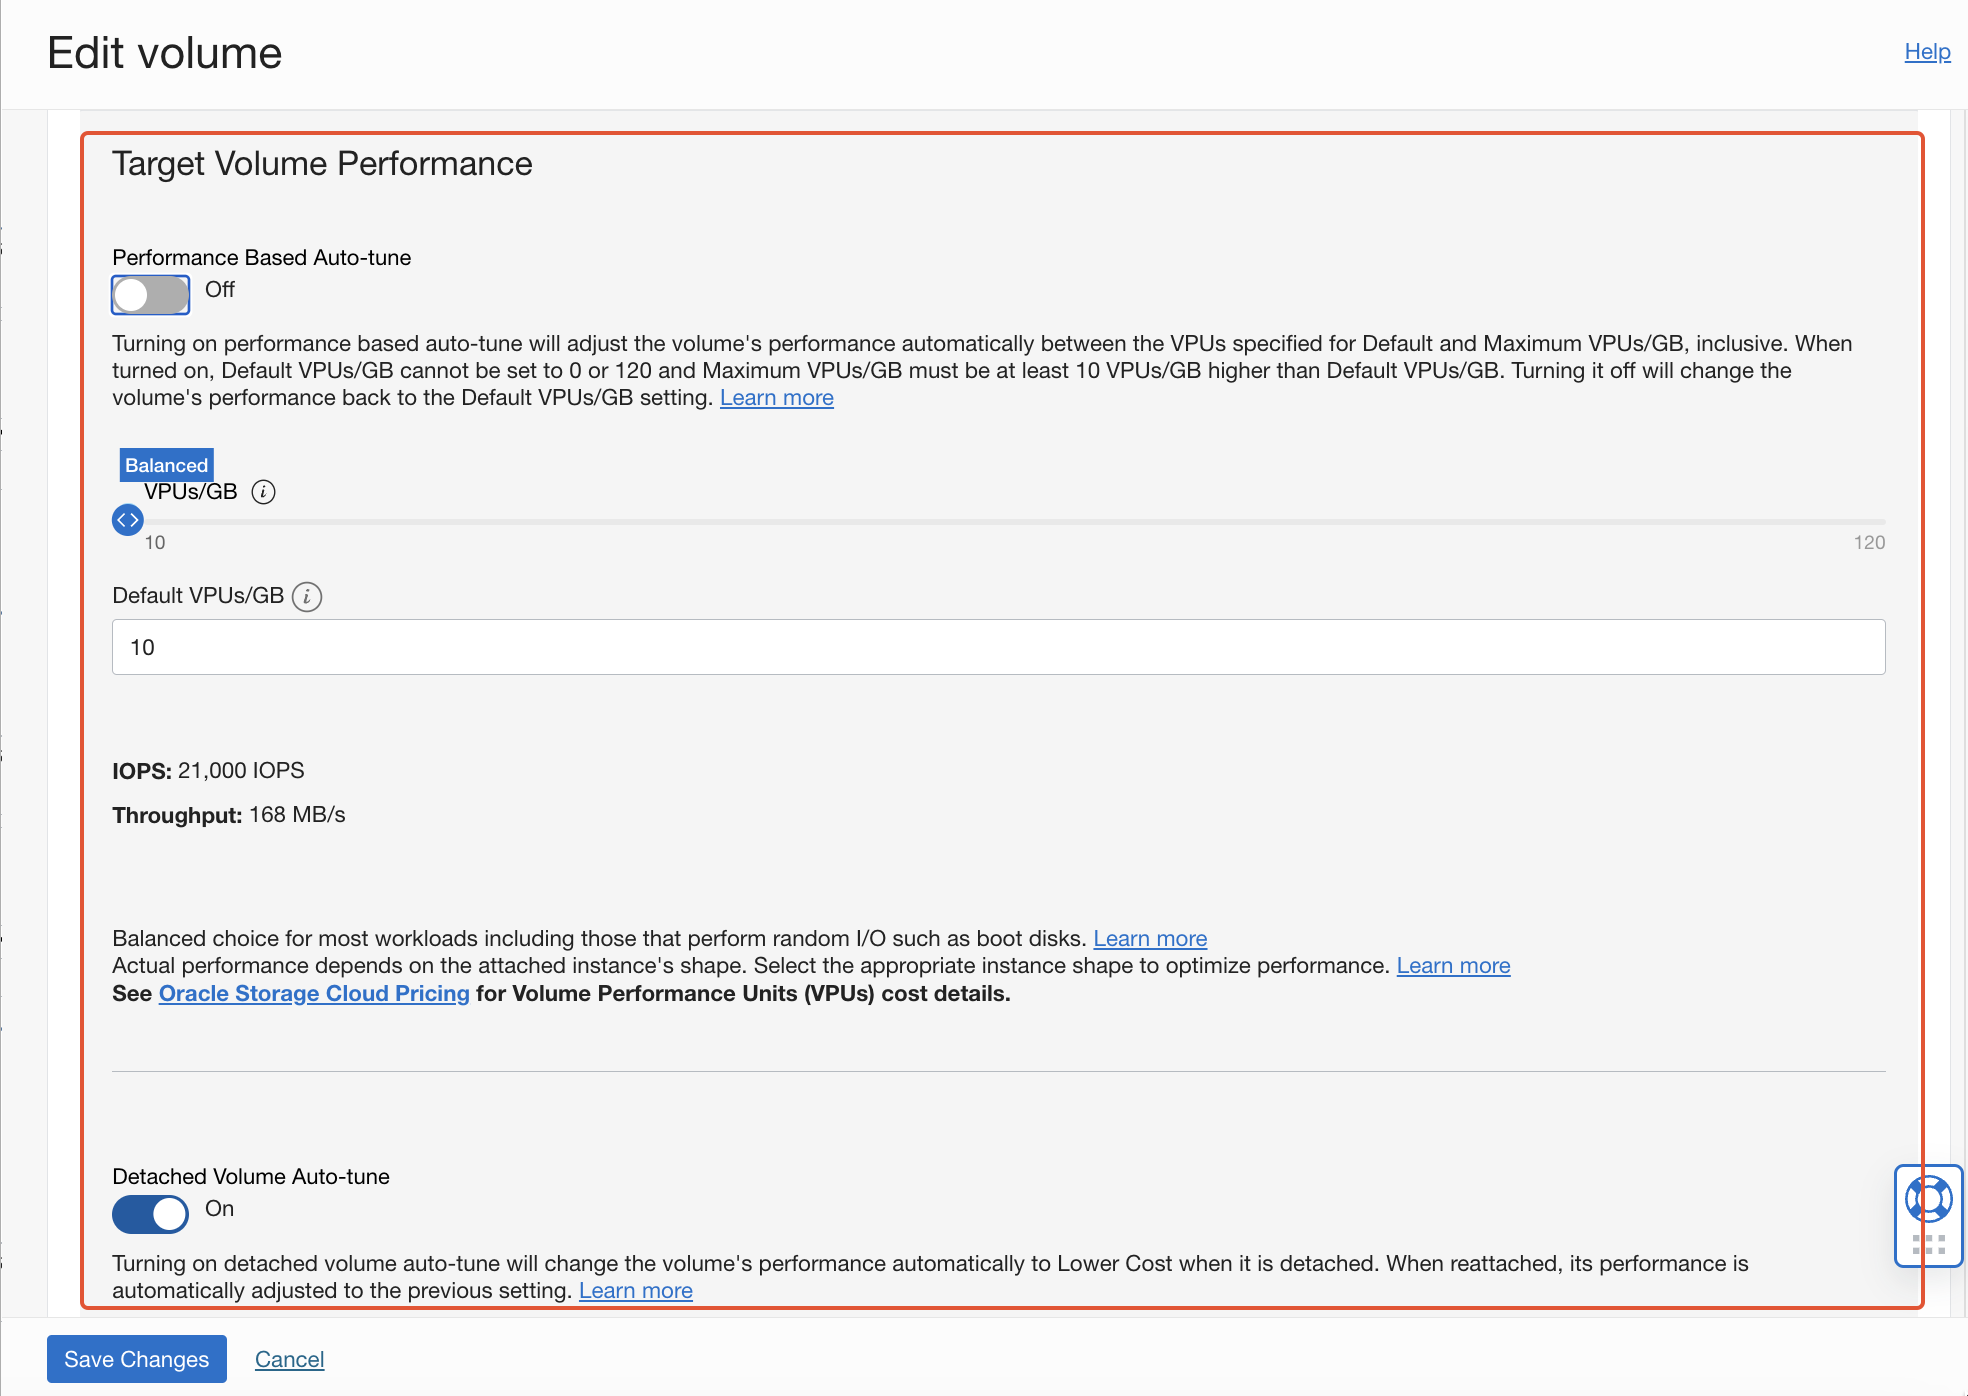 Edit volume
Help
Target Volume Performance
Performance Based Auto-tune
Off
Turning on performance based auto-tune will adjust the volume's performance automatically between the VPUs specified for Default and Maximum VPUs/GB, inclusive. When
turned on, Default VPUs/GB cannot be set to 0 or 120 and Maximum VPUs/GB must be at least 10 VPUs/GB higher than Default VPUs/GB. Turning it off will change the
volume's performance back to the Default VPUs/GB setting. Learn more
Balanced
VPUs/GB
10
120
Default VPUs/GB
10
IOPS: 21,000 IOPS
Throughput: 168 MB/s
Balanced choice for most workloads including those that perform random I/O such as boot disks. Learn more
Actual performance depends on the attached instance's shape. Select the appropriate instance shape to optimize performance. Learn more
See Oracle Storage Cloud Pricing for Volume Performance Units (VPUs) cost details.
Detached Volume Auto-tune
On
Turning on detached volume auto-tune will change the volume's performance automatically to Lower Cost when it is detached. When reattached, its performance is
automatically adjusted to the previous setting. Learn more
Save Changes
Cancel